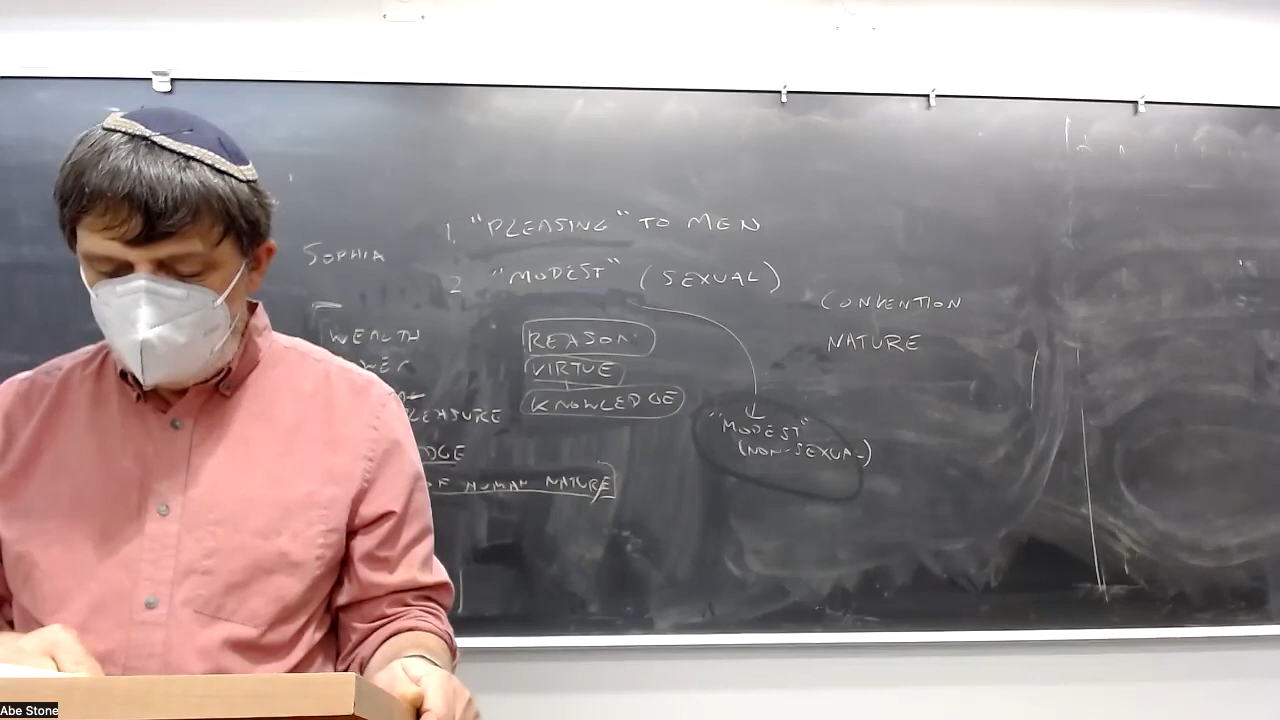 1. "PLEASING" TO MEN
SOPHIA
2 "MODEST" (SEXUAL)
CONVENTION
WEALTH
REASON
NATURE
VIRTUE
PLEASURE
KNOWLEDGE
"MODEST"
(NON-SEXUAL)
OF HUMAN NATURE
Abe Stone